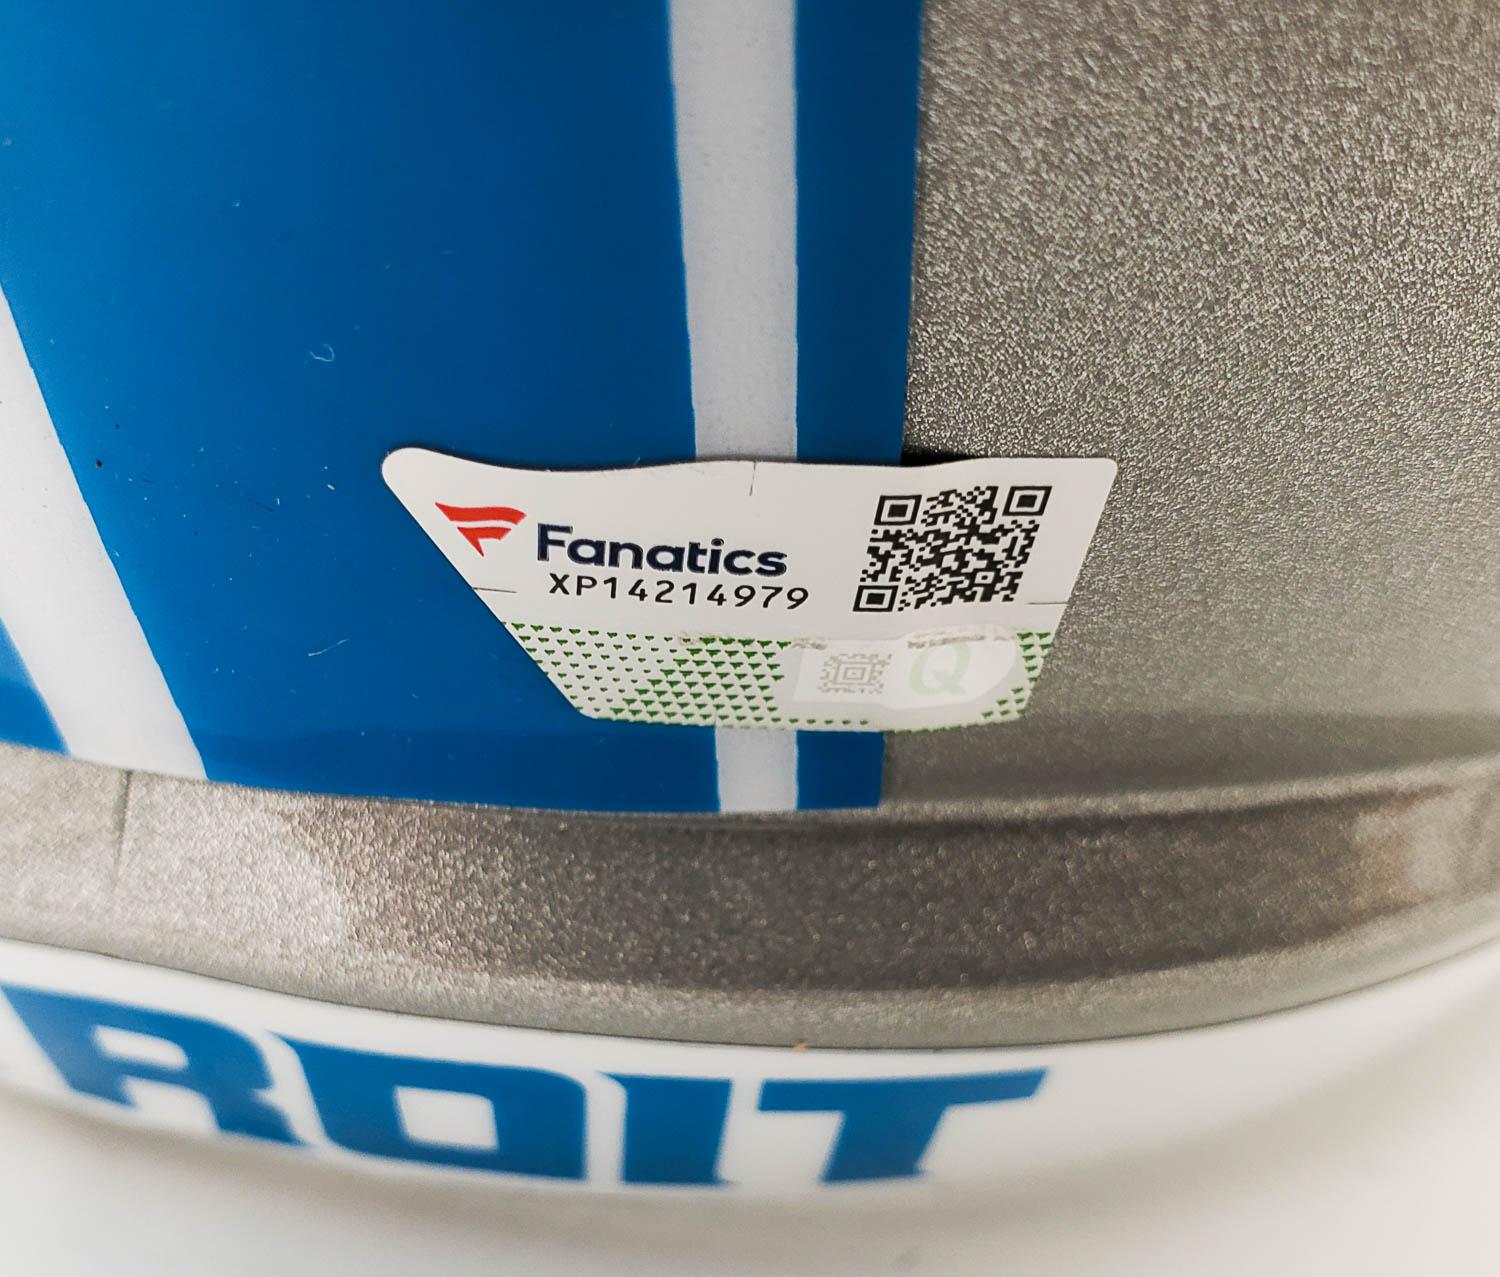 Fanatics
XP14214979
Q
ROIT